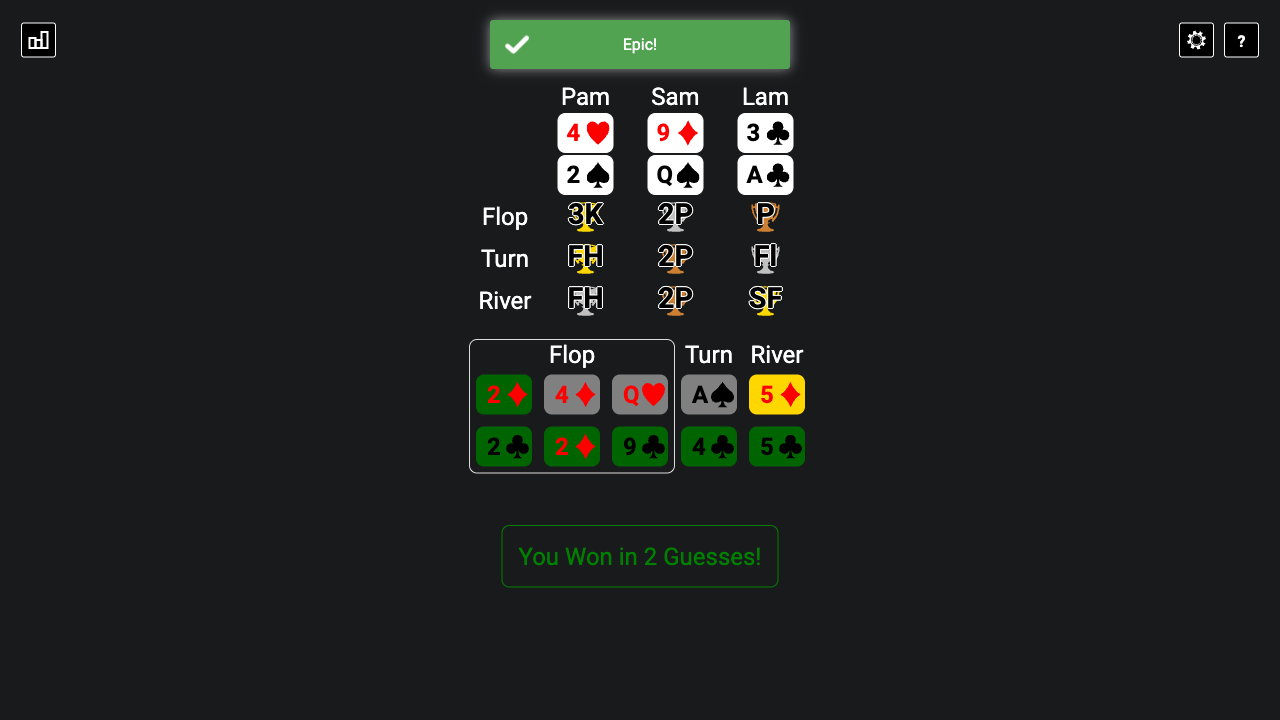 Epic!
?
Pam Sam Lam
4 9 3
2 Q A
Flop 3K 2P P
Turn FH 2P Fl
River FH 2P SF
Flop Turn River
2 4 Q A 5
2 2 9 4 5
You Won in 2 Guesses!